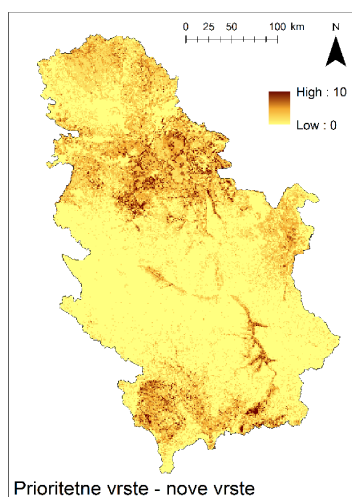 0 25 50 100 km
N
High : 10
Low : 0
Prioritetne vrste - nove vrste